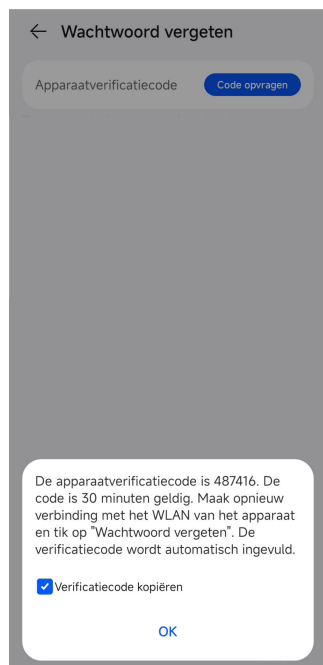 Wachtwoord vergeten
Apparaatverificatiecode Code opvragen
De apparaatverificatiecode is 487416. De
code is 30 minuten geldig. Maak opnieuw
verbinding met het WLAN van het apparaat
en tik op "Wachtwoord vergeten". De
verificatiecode wordt automatisch ingevuld.
Verificatiecode kopiëren
OK